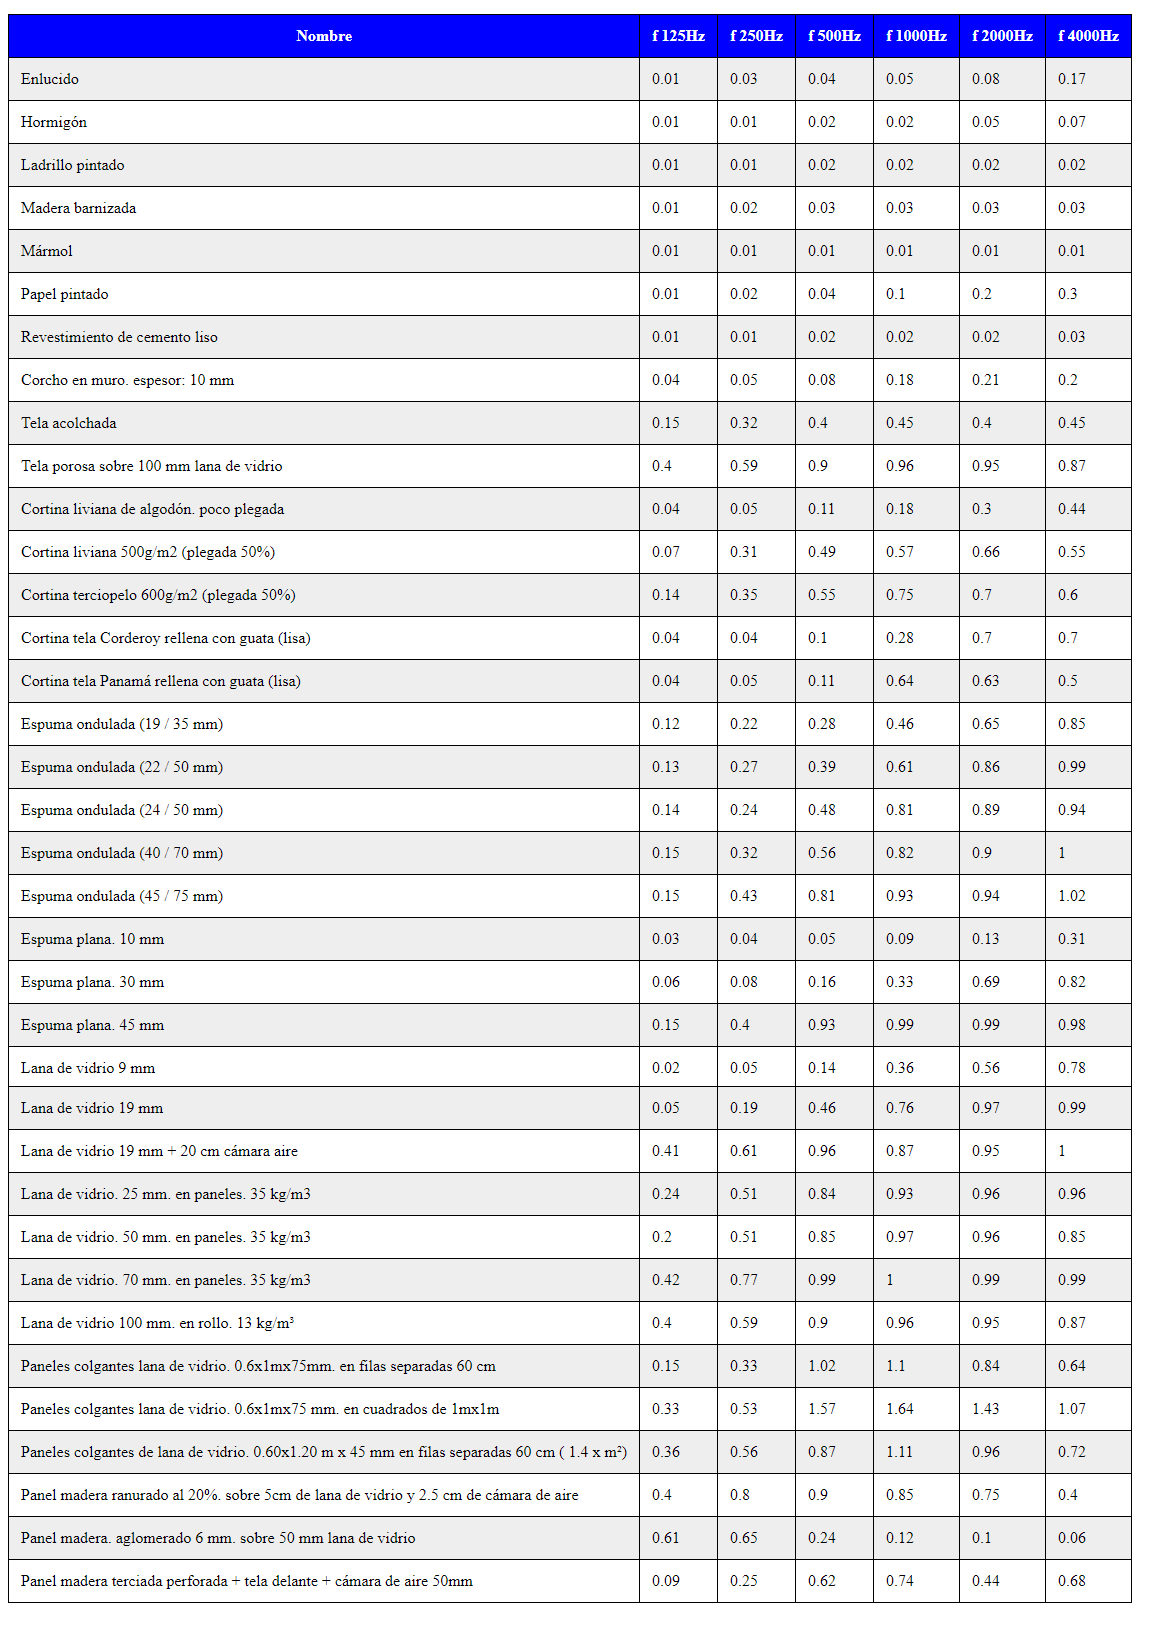 Nombre f 125Hz f 250Hz f 500Hz f 1000Hz f 2000Hz f 4000Hz
Enlucido 0.01 0.03 0.04 0.05 0.08 0.17
Hormigón 0.01 0.01 0.02 0.02 0.05 0.07
Ladrillo pintado 0.01 0.01 0.02 0.02 0.02 0.02
Madera barnizada 0.01 0.02 0.03 0.03 0.03 0.03
Mármol 0.01 0.01 0.01 0.01 0.01 0.01
Papel pintado 0.01 0.02 0.04 0.1 0.2 0.3
Revestimiento de cemento liso 0.01 0.01 0.02 0.02 0.02 0.03
Corcho en muro. espesor: 10 mm 0.04 0.05 0.08 0.18 0.21 0.2
Tela acolchada 0.15 0.32 0.4 0.45 0.4 0.45
Tela porosa sobre 100 mm lana de vidrio 0.4 0.59 0.9 0.96 0.95 0.87
Cortina liviana de algodón. poco plegada 0.04 0.05 0.11 0.18 0.3 0.44
Cortina liviana 500g/m2 (plegada 50%) 0.07 0.31 0.49 0.57 0.66 0.55
Cortina terciopelo 600g/m2 (plegada 50%) 0.14 0.35 0.55 0.75 0.7 0.6
Cortina tela Corderoy rellena con guata (lisa) 0.04 0.04 0.1 0.28 0.7 0.7
Cortina tela Panamá rellena con guata (lisa) 0.04 0.05 0.11 0.64 0.63 0.5
Espuma ondulada (19 / 35 mm) 0.12 0.22 0.28 0.46 0.65 0.85
Espuma ondulada (22 / 50 mm) 0.13 0.27 0.39 0.61 0.86 0.99
Espuma ondulada (24 / 50 mm) 0.14 0.24 0.48 0.81 0.89 0.94
Espuma ondulada (40 / 70 mm) 0.15 0.32 0.56 0.82 0.9 1
Espuma ondulada (45 / 75 mm) 0.15 0.43 0.81 0.93 0.94 1.02
Espuma plana. 10 mm 0.03 0.04 0.05 0.09 0.13 0.31
Espuma plana. 30 mm 0.06 0.08 0.16 0.33 0.69 0.82
Espuma plana. 45 mm 0.15 0.4 0.93 0.99 0.99 0.98
Lana de vidrio 9 mm 0.02 0.05 0.14 0.36 0.56 0.78
Lana de vidrio 19 mm 0.05 0.19 0.46 0.76 0.97 0.99
Lana de vidrio 19 mm + 20 cm cámara aire 0.41 0.61 0.96 0.87 0.95 1
Lana de vidrio. 25 mm. en paneles. 35 kg/m3 0.24 0.51 0.84 0.93 0.96 0.96
Lana de vidrio. 50 mm. en paneles. 35 kg/m3 0.2 0.51 0.85 0.97 0.96 0.85
Lana de vidrio. 70 mm. en paneles. 35 kg/m3 0.42 0.77 0.99 1 0.99 0.99
Lana de vidrio 100 mm. en rollo. 13 kg/m³ 0.4 0.59 0.9 0.96 0.95 0.87
Paneles colgantes lana de vidrio. 0.6x1mx75mm. en filas separadas 60 cm 0.15 0.33 1.02 1.1 0.84 0.64
Paneles colgantes lana de vidrio. 0.6x1mx75 mm. en cuadrados de 1mx1m 0.33 0.53 1.57 1.64 1.43 1.07
Paneles colgantes de lana de vidrio. 0.60x1.20 m x 45 mm en filas separadas 60 cm ( 1.4 x m²) 0.36 0.56 0.87 1.11 0.96 0.72
Panel madera ranurado al 20%. sobre 5cm de lana de vidrio y 2.5 cm de cámara de aire 0.4 0.8 0.9 0.85 0.75 0.4
Panel madera. aglomerado 6 mm. sobre 50 mm lana de vidrio 0.61 0.65 0.24 0.12 0.1 0.06
Panel madera terciada perforada + tela delante + cámara de aire 50mm 0.09 0.25 0.62 0.74 0.44 0.68